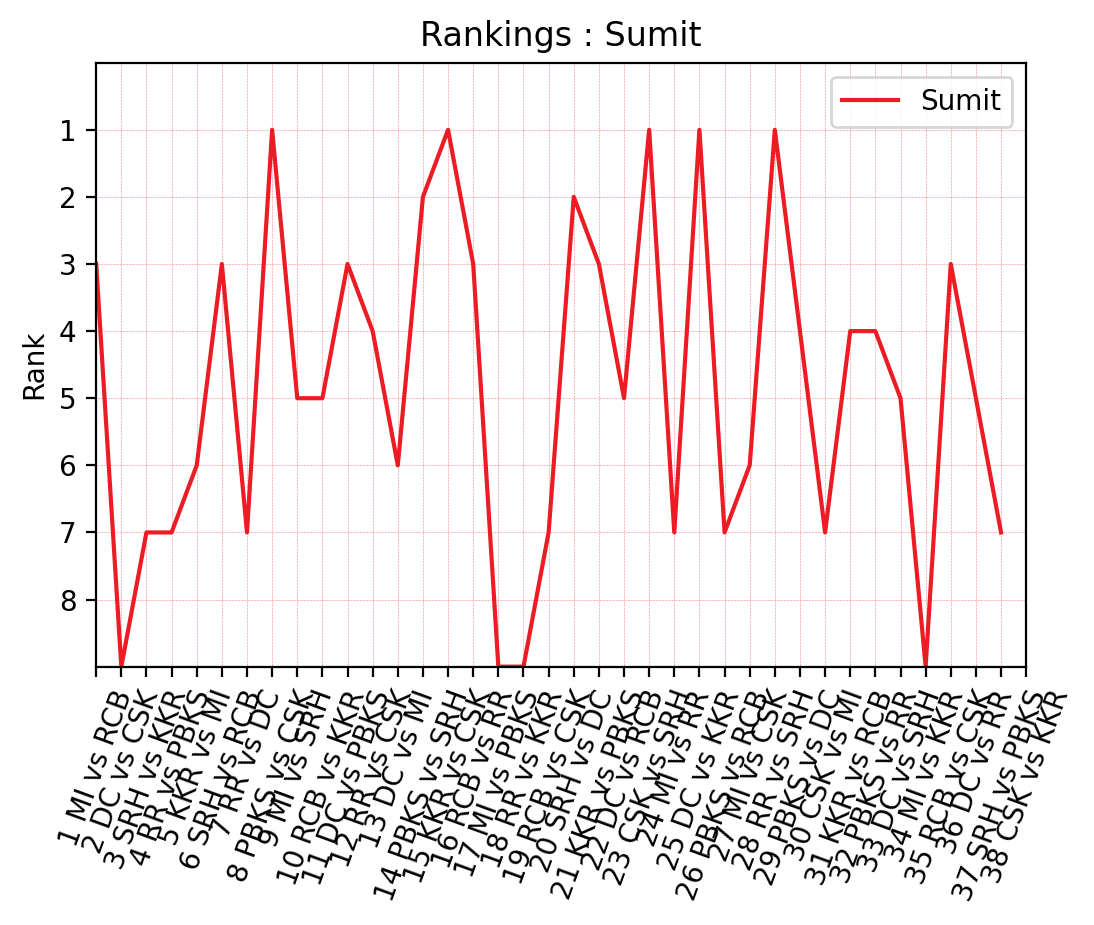 Rankings : Sumit
Sumit
Rank
1
2
3
4
5
6
7
8
1 MI vs RCB
2 DC vs CSK
3 SRH vs KKR
4 RR vs PBKS
5 KKR vs MI
6 SRH vs RCB
7 RR vs DC
8 PBKS vs CSK
9 MI vs SRH
10 RCB vs KKR
11 DC vs PBKS
12 RR vs CSK
13 DC vs MI
14 PBKS vs SRH
15 KKR vs CSK
16 RCB vs RR
17 MI vs PBKS
18 RR vs KKR
19 RCB vs CSK
20 SRH vs DC
21 KKR vs PBKS
22 DC vs RCB
23 CSK vs SRH
24 MI vs RR
25 DC vs KKR
26 PBKS vs RCB
27 MI vs CSK
28 RR vs SRH
29 PBKS vs DC
30 CSK vs MI
31 KKR vs RCB
32 PBKS vs RR
33 DC vs SRH
34 MI vs KKR
35 RCB vs CSK
36 DC vs RR
37 SRH vs PBKS
38 CSK vs KKR